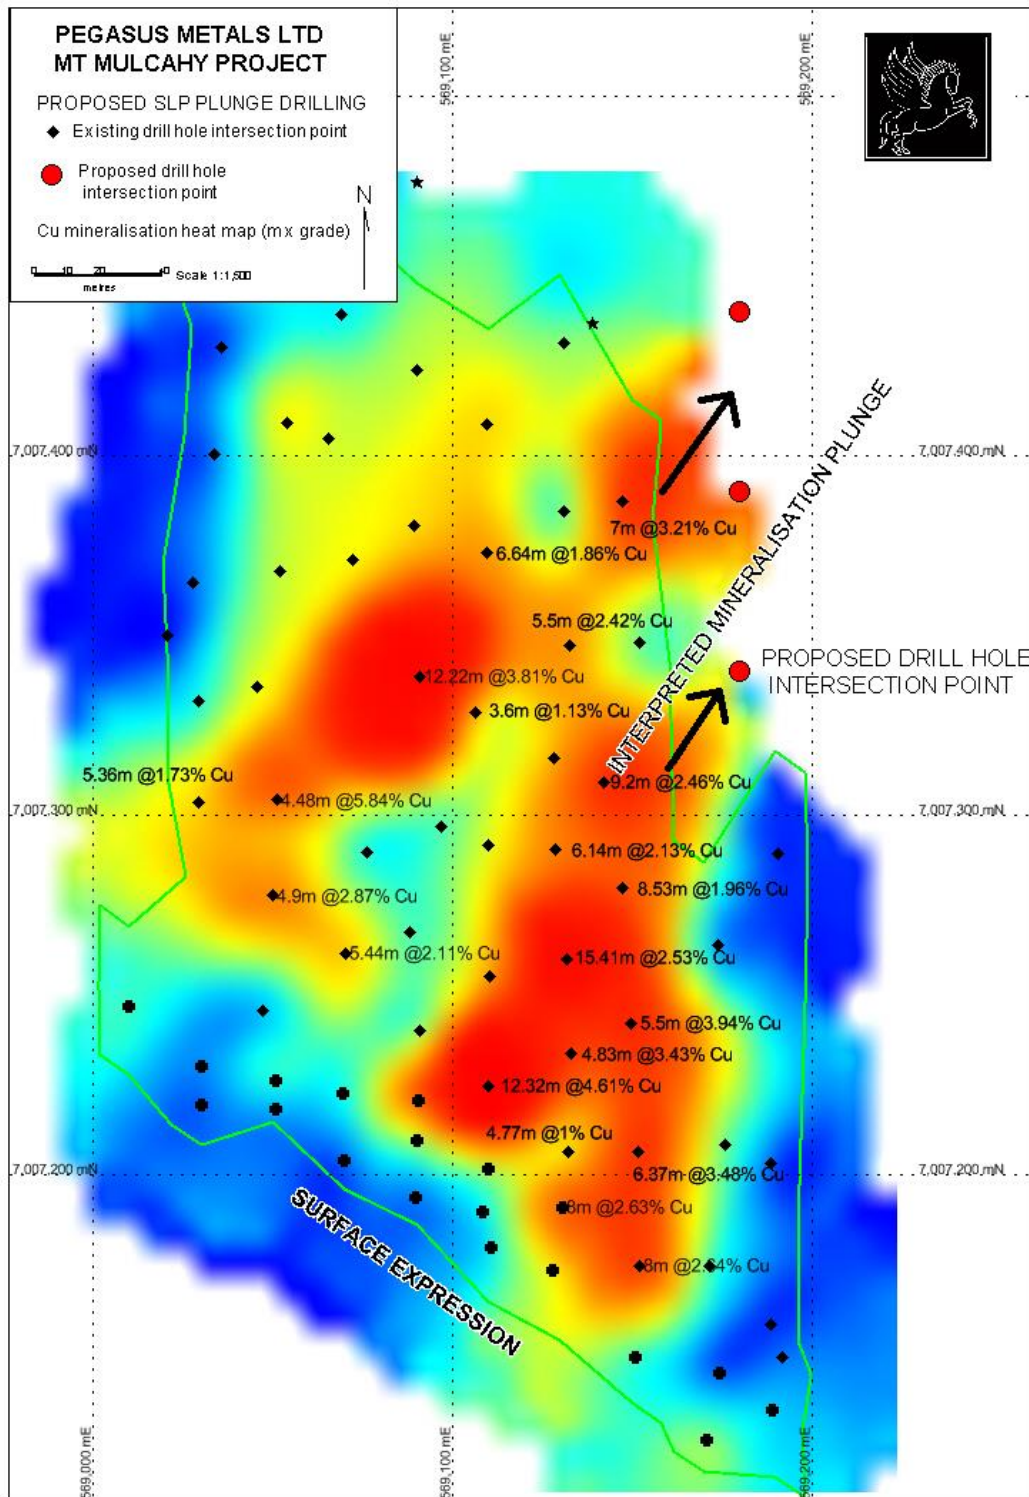 PEGASUS METALS LTD
MT MULCAHY PROJECT
PROPOSED SLP PLUNGE DRILLING
Existing drill hole intersection point
Proposed drill hole
intersection point
N
Cu mineralisation heat map (m x grade)
0 10 20 40 Scale 1:1,500
metres
569,100 mE
569,200 mE
7,007,400 mN
7,007,400 mN
7m @3.21% Cu
6.64m @1.86% Cu
5.5m @2.42% Cu
INTERPRETED MINERALISATION PLUNGE
PROPOSED DRILL HOLE
INTERSECTION POINT
12.22m @3.81% Cu
3.6m @1.13% Cu
5.36m @1.73% Cu
9.2m @2.46% Cu
4.48m @5.84% Cu
7,007,300 mN
7,007,300 mN
6.14m @2.13% Cu
8.53m @1.96% Cu
4.9m @2.87% Cu
5.44m @2.11% Cu
15.41m @2.53% Cu
5.5m @3.94% Cu
4.83m @3.43% Cu
12.32m @4.61% Cu
4.77m @1% Cu
7,007,200 mN
6.37m @3.48% Cu
7,007,200 mN
8m @2.63% Cu
SURFACE EXPRESSION
8m @2.64% Cu
569,000 mE
569,100 mE
569,200 mE